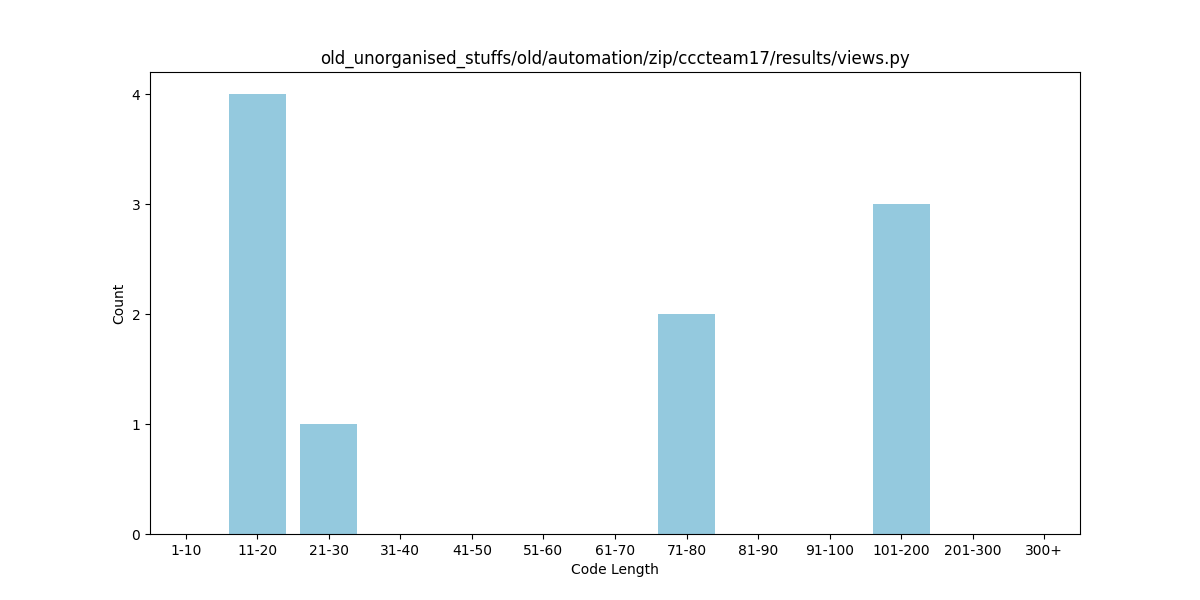 old_unorganised_stuffs/old/automation/zip/cccteam17/results/views.py
4
3
2
1
0
Count
1-10 11-20 21-30 31-40 41-50 51-60 61-70 71-80 81-90 91-100 101-200 201-300 300+
Code Length